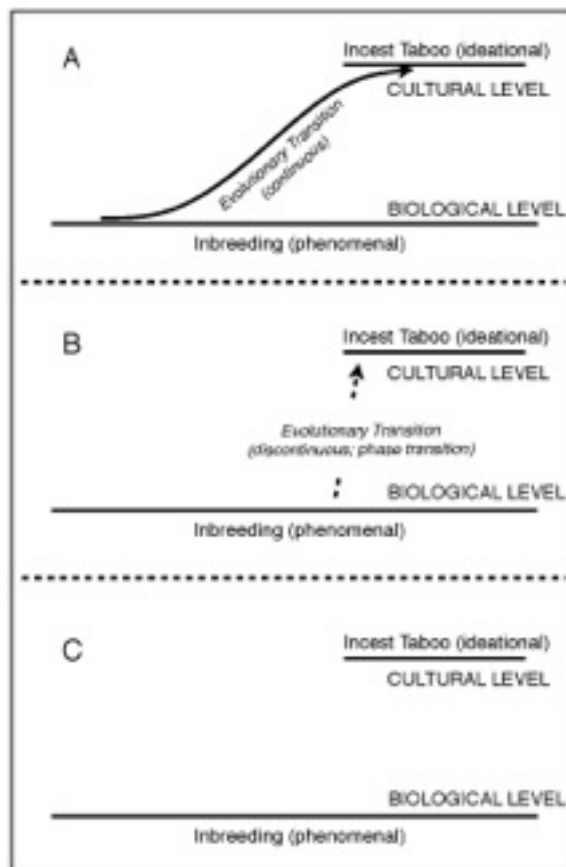 A
Incest Taboo (ideational)
CULTURAL LEVEL
Evolutionary Transition
(continuous)
BIOLOGICAL LEVEL
Inbreeding (phenomenal)
B
Incest Taboo (ideational)
CULTURAL LEVEL
Evolutionary Transition
(discontinuous; phase transition)
BIOLOGICAL LEVEL
Inbreeding (phenomenal)
C
Incest Taboo (ideational)
CULTURAL LEVEL
BIOLOGICAL LEVEL
Inbreeding (phenomenal)